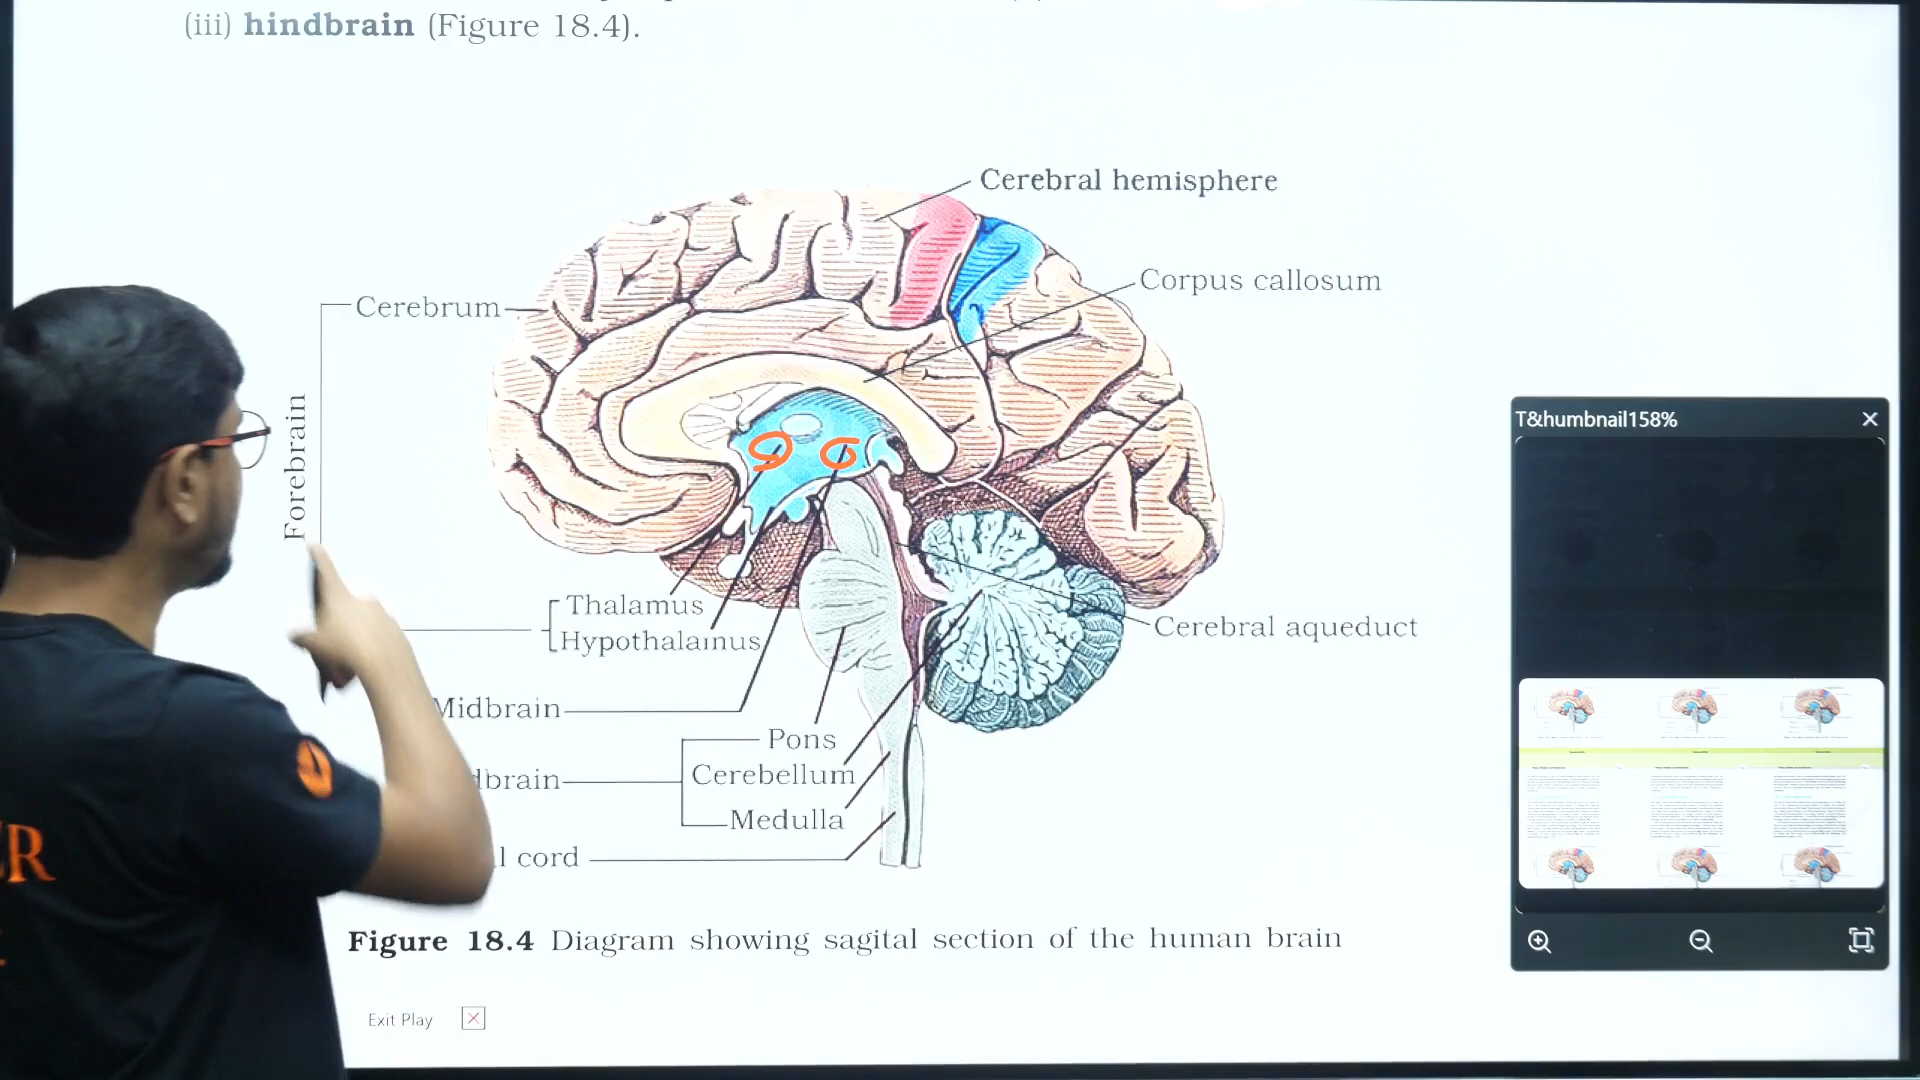 (iii) hindbrain (Figure 18.4).
Cerebral hemisphere
Corpus callosum
Cerebrum
Forebrain
Thalamus
Hypothalamus
Cerebral aqueduct
Midbrain
Pons
dbrain
Cerebellum
Medulla
l cord
Figure 18.4 Diagram showing sagital section of the human brain
Exit Play
T&humbnail158%
R